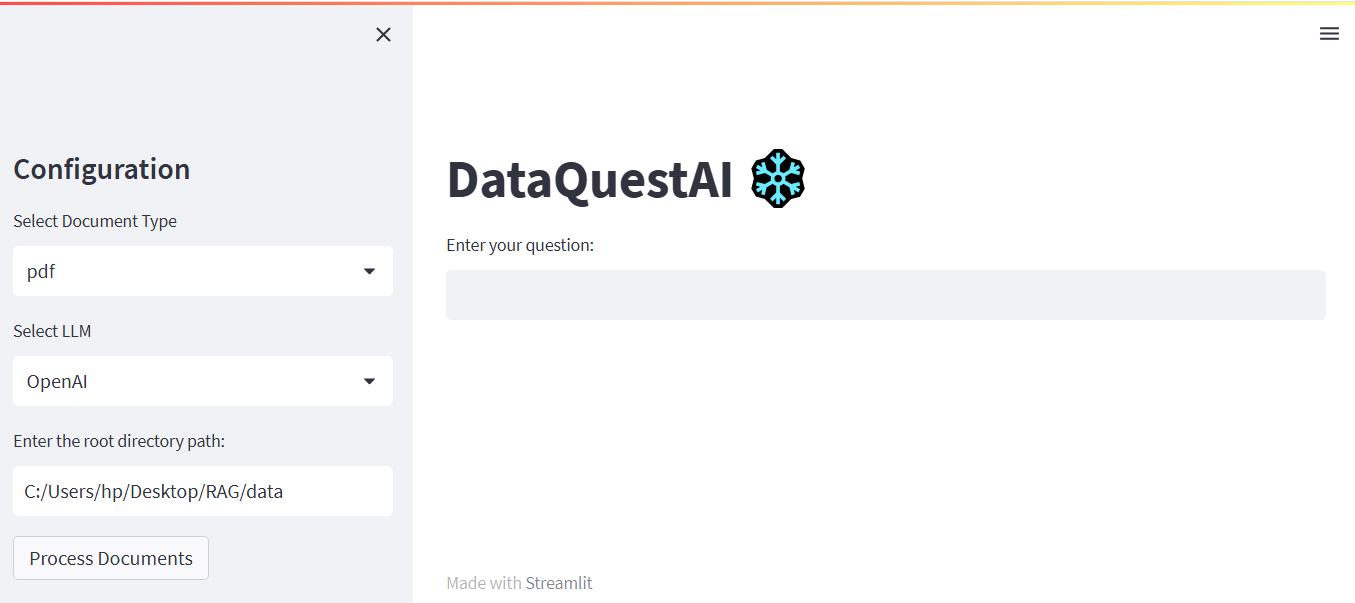 Configuration
Select Document Type
pdf
Select LLM
OpenAI
Enter the root directory path:
C:/Users/hp/Desktop/RAG/data
Process Documents
DataQuestAI
Enter your question:
Made with Streamlit